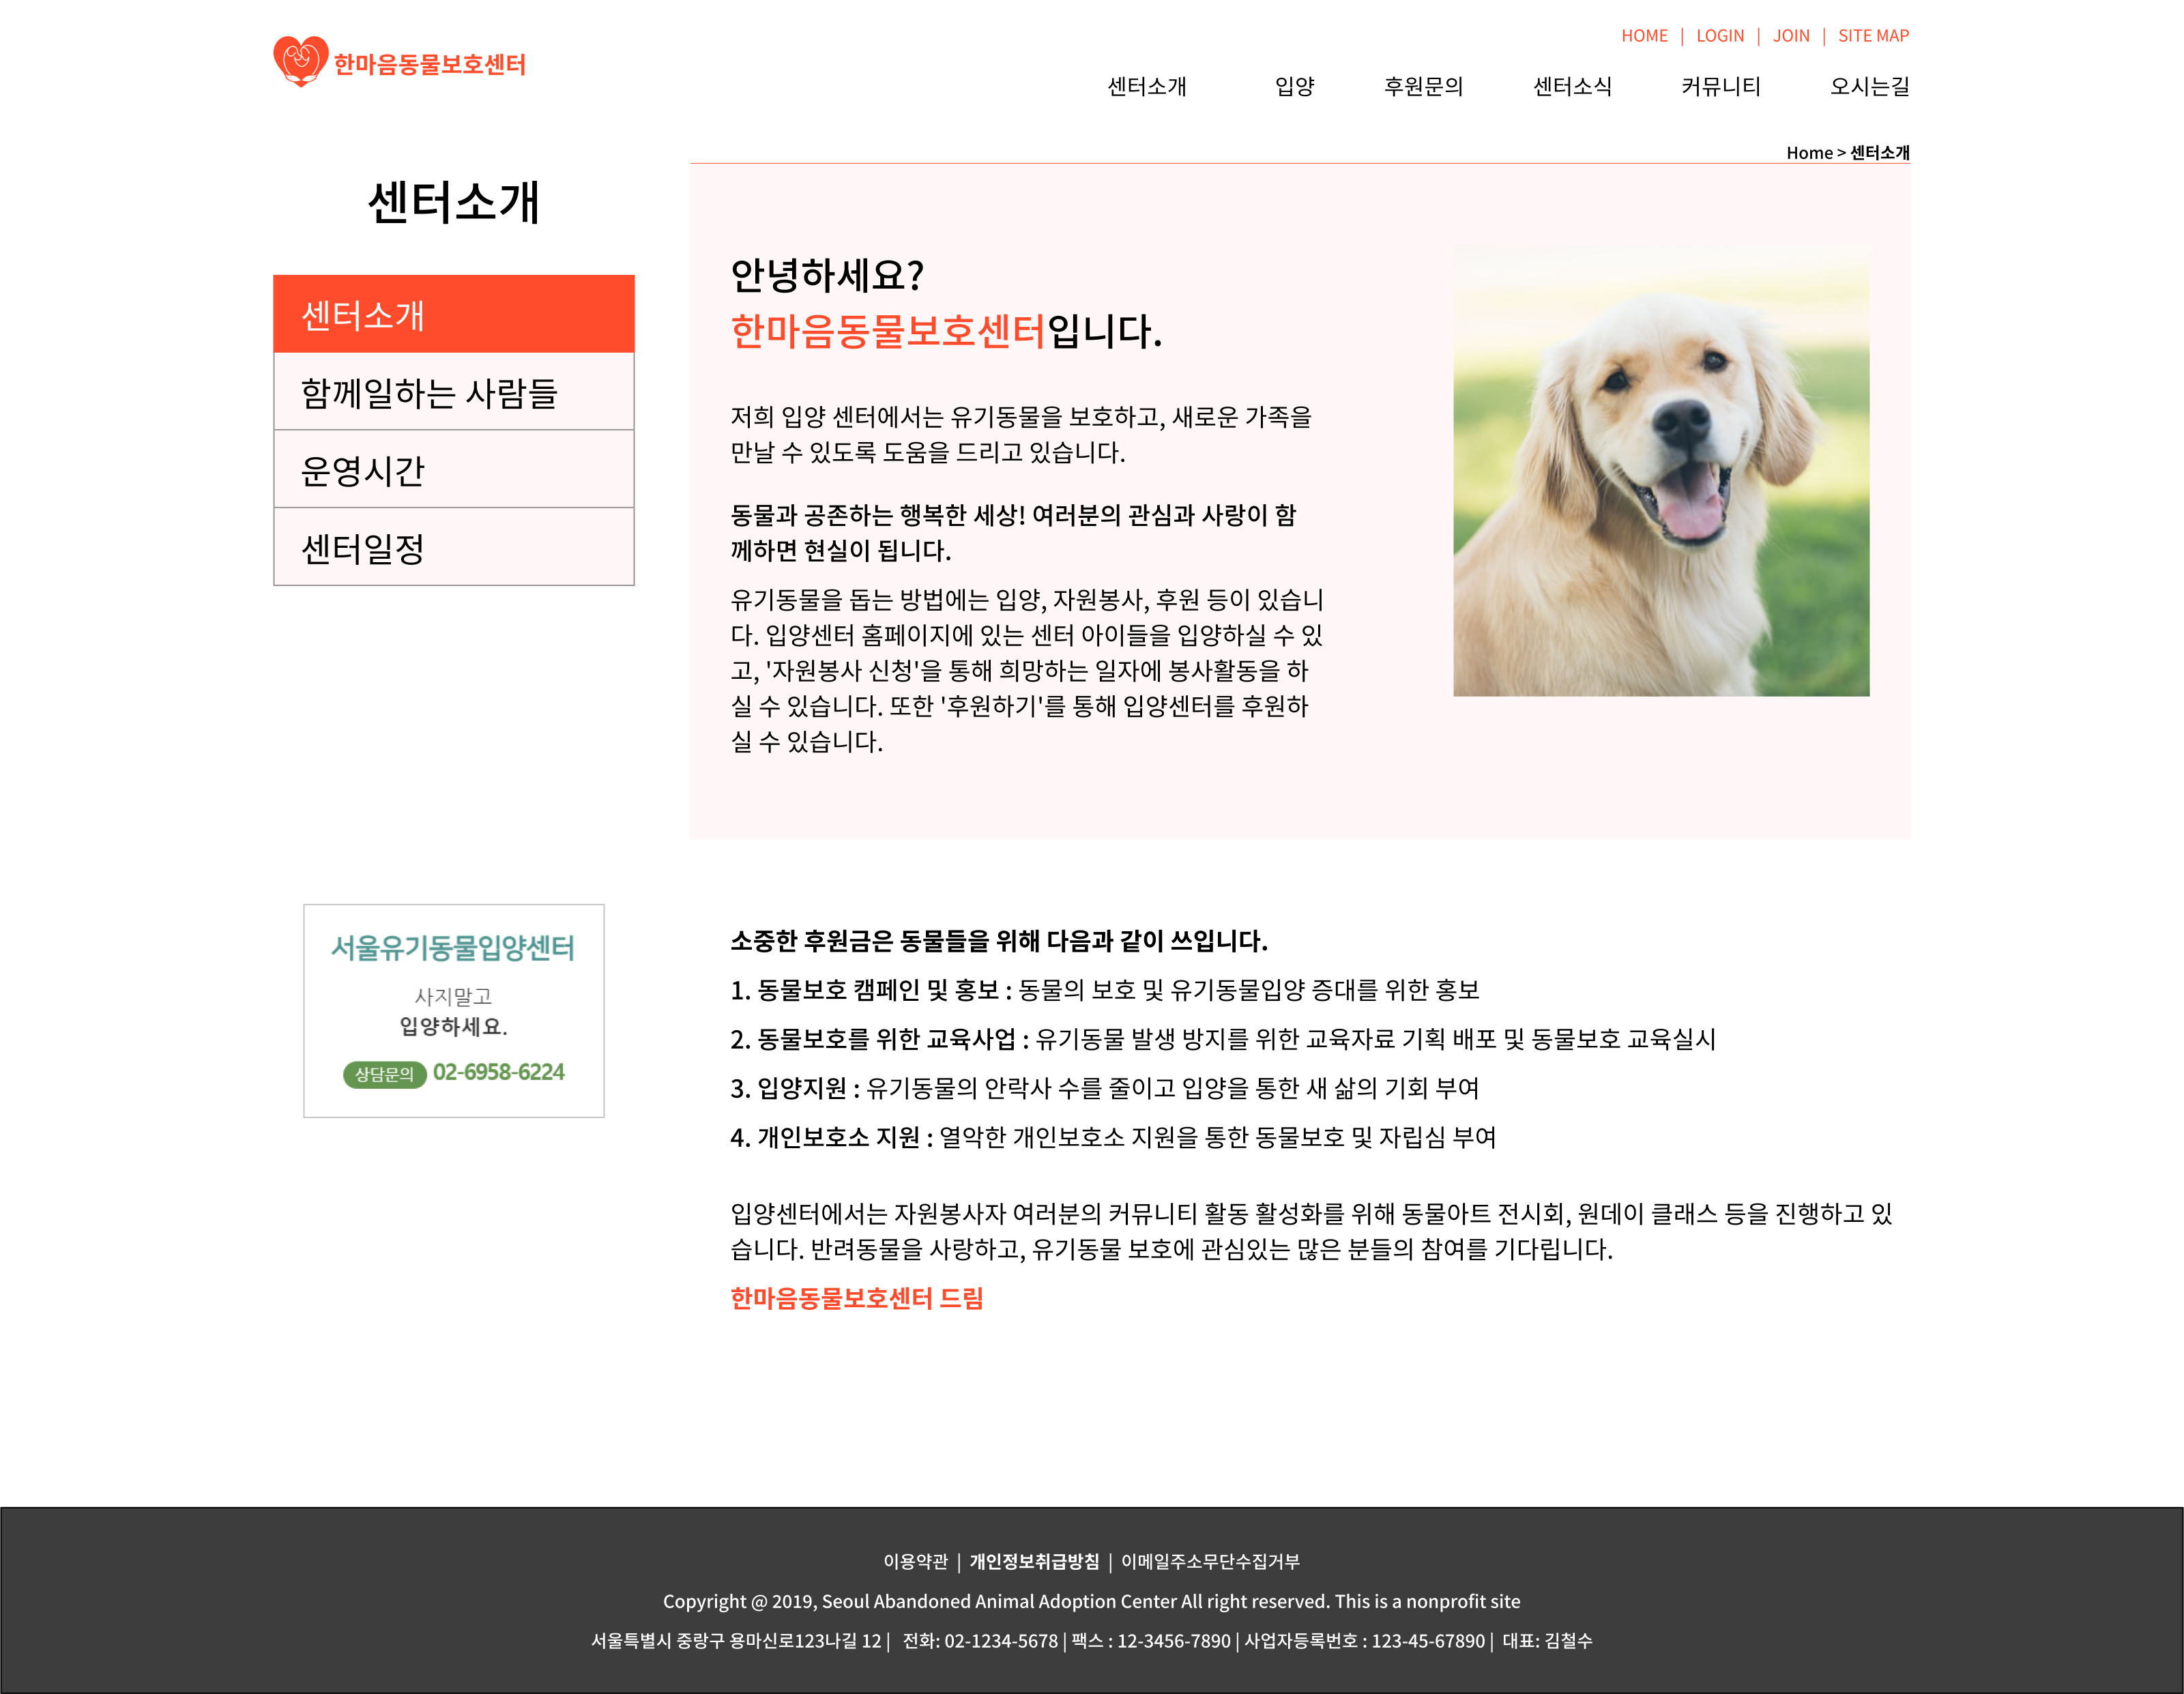 HOME | LOGIN | JOIN | SITE MAP
한마음동물보호센터
센터소개 입양 후원문의 센터소식 커뮤니티 오시는길
Home > 센터소개
센터소개
센터소개
함께일하는 사람들
운영시간
센터일정
안녕하세요?
한마음동물보호센터입니다.
저희 입양 센터에서는 유기동물을 보호하고, 새로운 가족을
만날 수 있도록 도움을 드리고 있습니다.
동물과 공존하는 행복한 세상! 여러분의 관심과 사랑이 함
께하면 현실이 됩니다.
유기동물을 돕는 방법에는 입양, 자원봉사, 후원 등이 있습니
다. 입양센터 홈페이지에 있는 센터 아이들을 입양하실 수 있
고, '자원봉사 신청'을 통해 희망하는 일자에 봉사활동을 하
실 수 있습니다. 또한 '후원하기'를 통해 입양센터를 후원하
실 수 있습니다.
서울유기동물입양센터
사지말고
입양하세요.
상담문의 02-6958-6224
소중한 후원금은 동물들을 위해 다음과 같이 쓰입니다.
1. 동물보호 캠페인 및 홍보 : 동물의 보호 및 유기동물입양 증대를 위한 홍보
2. 동물보호를 위한 교육사업 : 유기동물 발생 방지를 위한 교육자료 기획 배포 및 동물보호 교육실시
3. 입양지원 : 유기동물의 안락사 수를 줄이고 입양을 통한 새 삶의 기회 부여
4. 개인보호소 지원 : 열악한 개인보호소 지원을 통한 동물보호 및 자립심 부여
입양센터에서는 자원봉사자 여러분의 커뮤니티 활동 활성화를 위해 동물아트 전시회, 원데이 클래스 등을 진행하고 있
습니다. 반려동물을 사랑하고, 유기동물 보호에 관심있는 많은 분들의 참여를 기다립니다.
한마음동물보호센터 드림
이용약관 | 개인정보취급방침 | 이메일주소무단수집거부
Copyright @ 2019, Seoul Abandoned Animal Adoption Center All right reserved. This is a nonprofit site
서울특별시 중랑구 용마신로123나길 12 | 전화: 02-1234-5678 | 팩스 : 12-3456-7890 | 사업자등록번호 : 123-45-67890 | 대표: 김철수